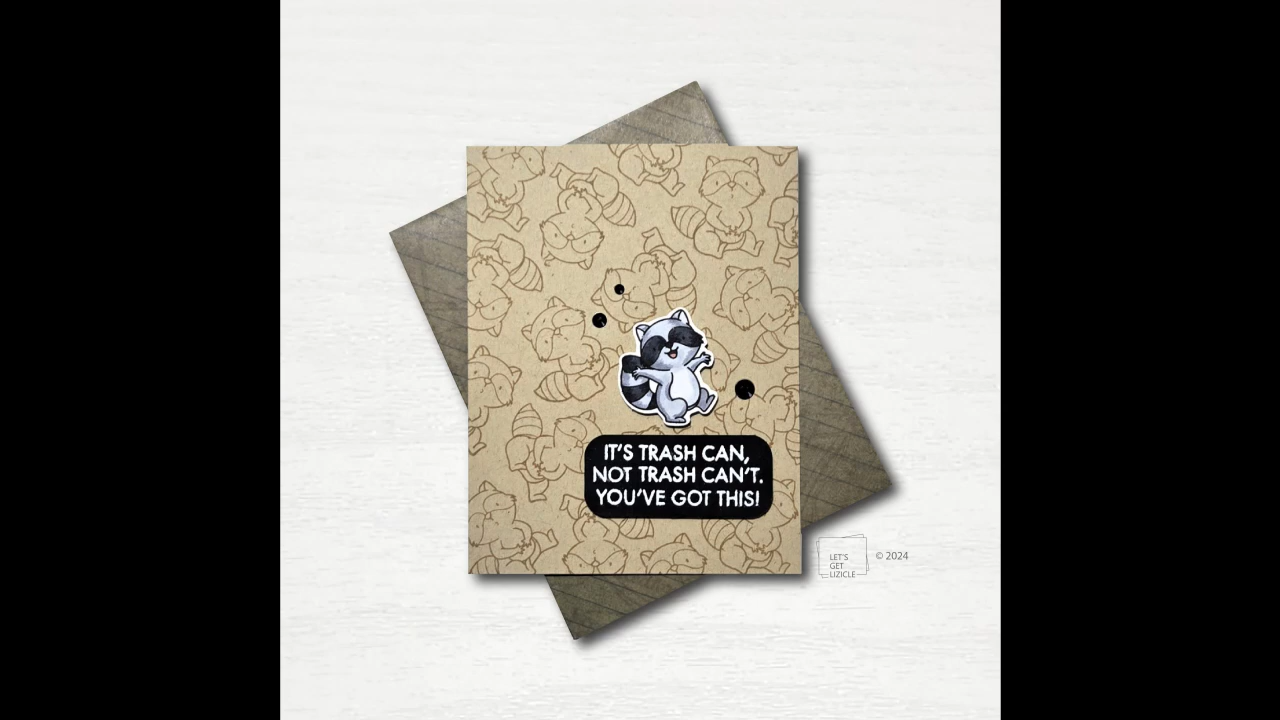 IT'S TRASH CAN,
NOT TRASH CAN'T.
YOU'VE GOT THIS!
LET'S
GET
LIZICLE
© 2024